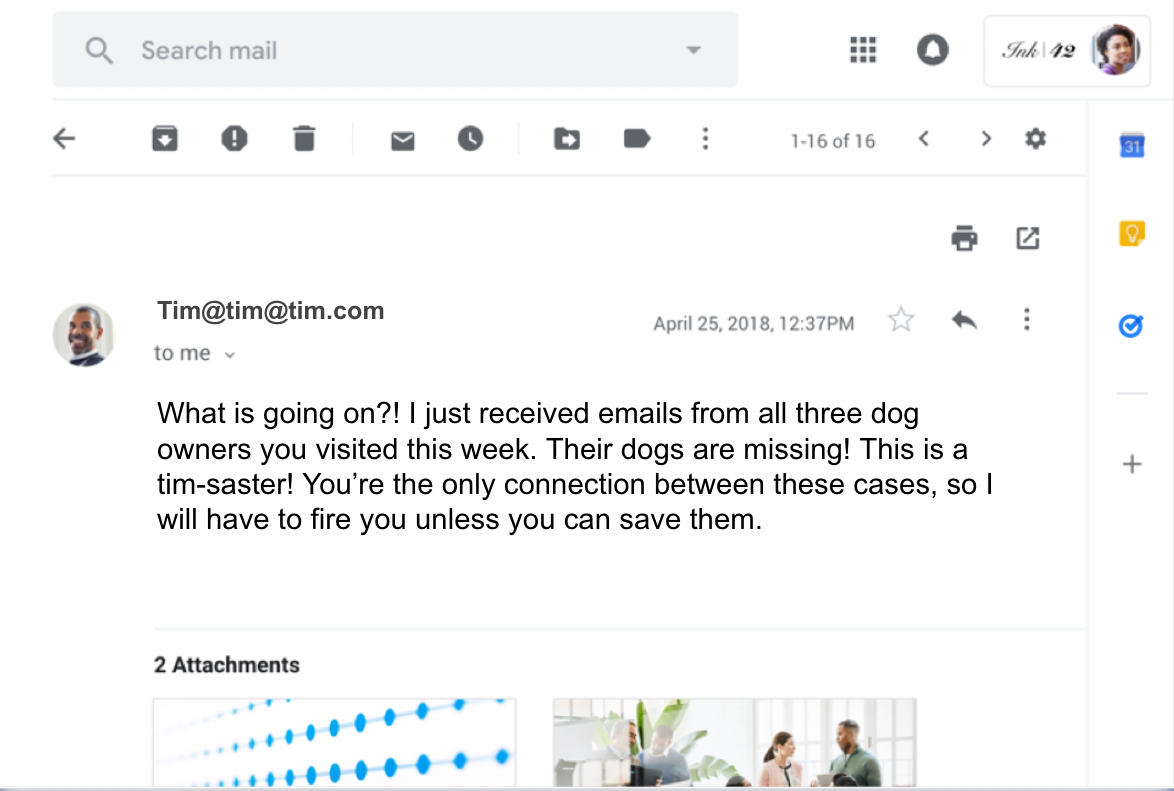 Search mail
Ink | 42
1-16 of 16
31
Tim@tim@tim.com
April 25, 2018, 12:37PM
to me
What is going on?! I just received emails from all three dog
owners you visited this week. Their dogs are missing! This is a
tim-saster! You’re the only connection between these cases, so I
will have to fire you unless you can save them.
2 Attachments